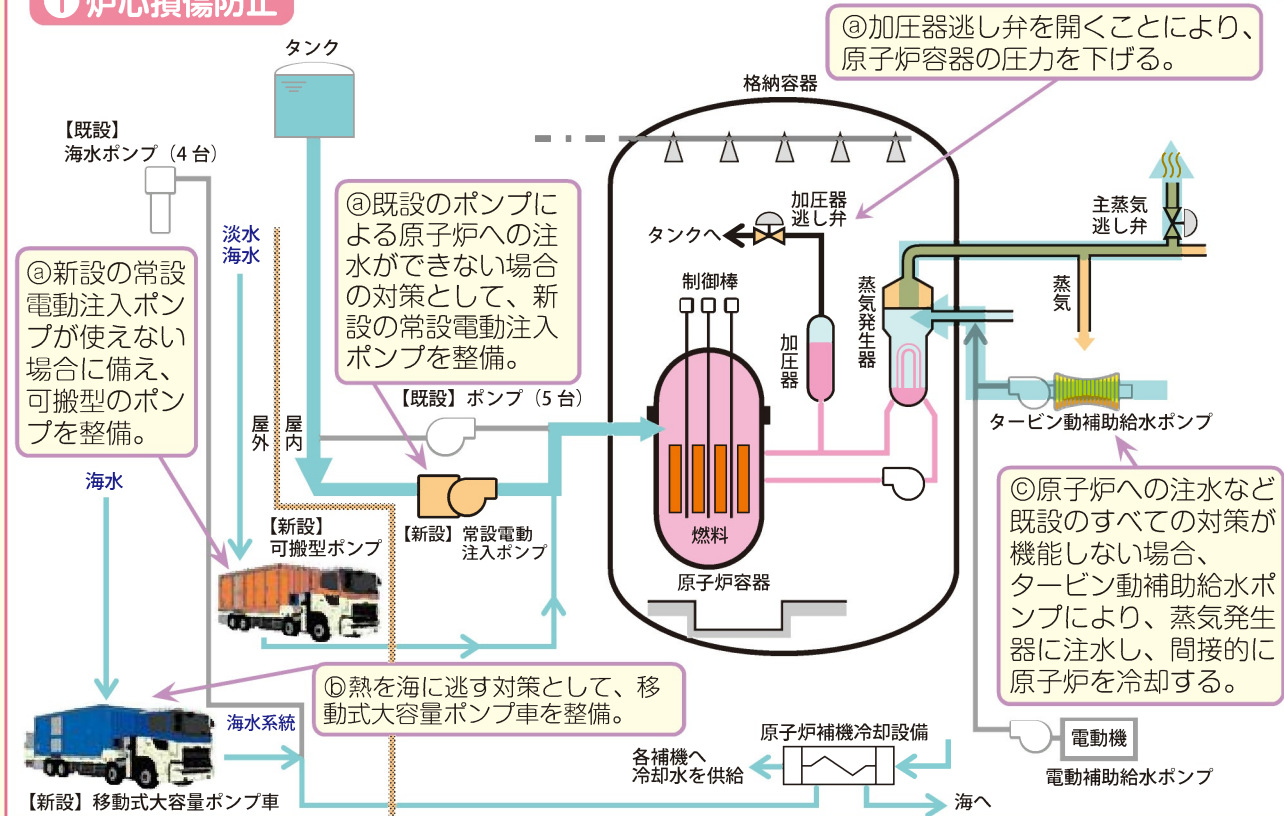 ❶炉心損傷防止
ⓐ加圧器逃し弁を開くことにより、
原子炉容器の圧力を下げる。
タンク
格納容器
【既設】
海水ポンプ（4台）
淡水
海水
ⓐ既設のポンプに
よる原子炉への注
水ができない場合
の対策として、新
設の常設電動注入
ポンプを整備。
加圧器
逃し弁
タンクへ
主蒸気
逃し弁
ⓐ新設の常設
電動注入ポン
プが使えない
場合に備え、
可搬型のポン
プを整備。
制御棒
蒸気発生器
蒸気
加圧器
【既設】ポンプ（5台）
屋外
屋内
タービン動補助給水ポンプ
海水
【新設】
可搬型ポンプ
【新設】常設電動
注入ポンプ
燃料
原子炉容器
ⓒ原子炉への注水など
既設のすべての対策が
機能しない場合、
タービン動補助給水ポ
ンプにより、蒸気発生
器に注水し、間接的に
原子炉を冷却する。
ⓑ熱を海に逃す対策として、移
動式大容量ポンプ車を整備。
海水系統
原子炉補機冷却設備
各補機へ
冷却水を供給
電動機
電動補助給水ポンプ
【新設】移動式大容量ポンプ車
海へ